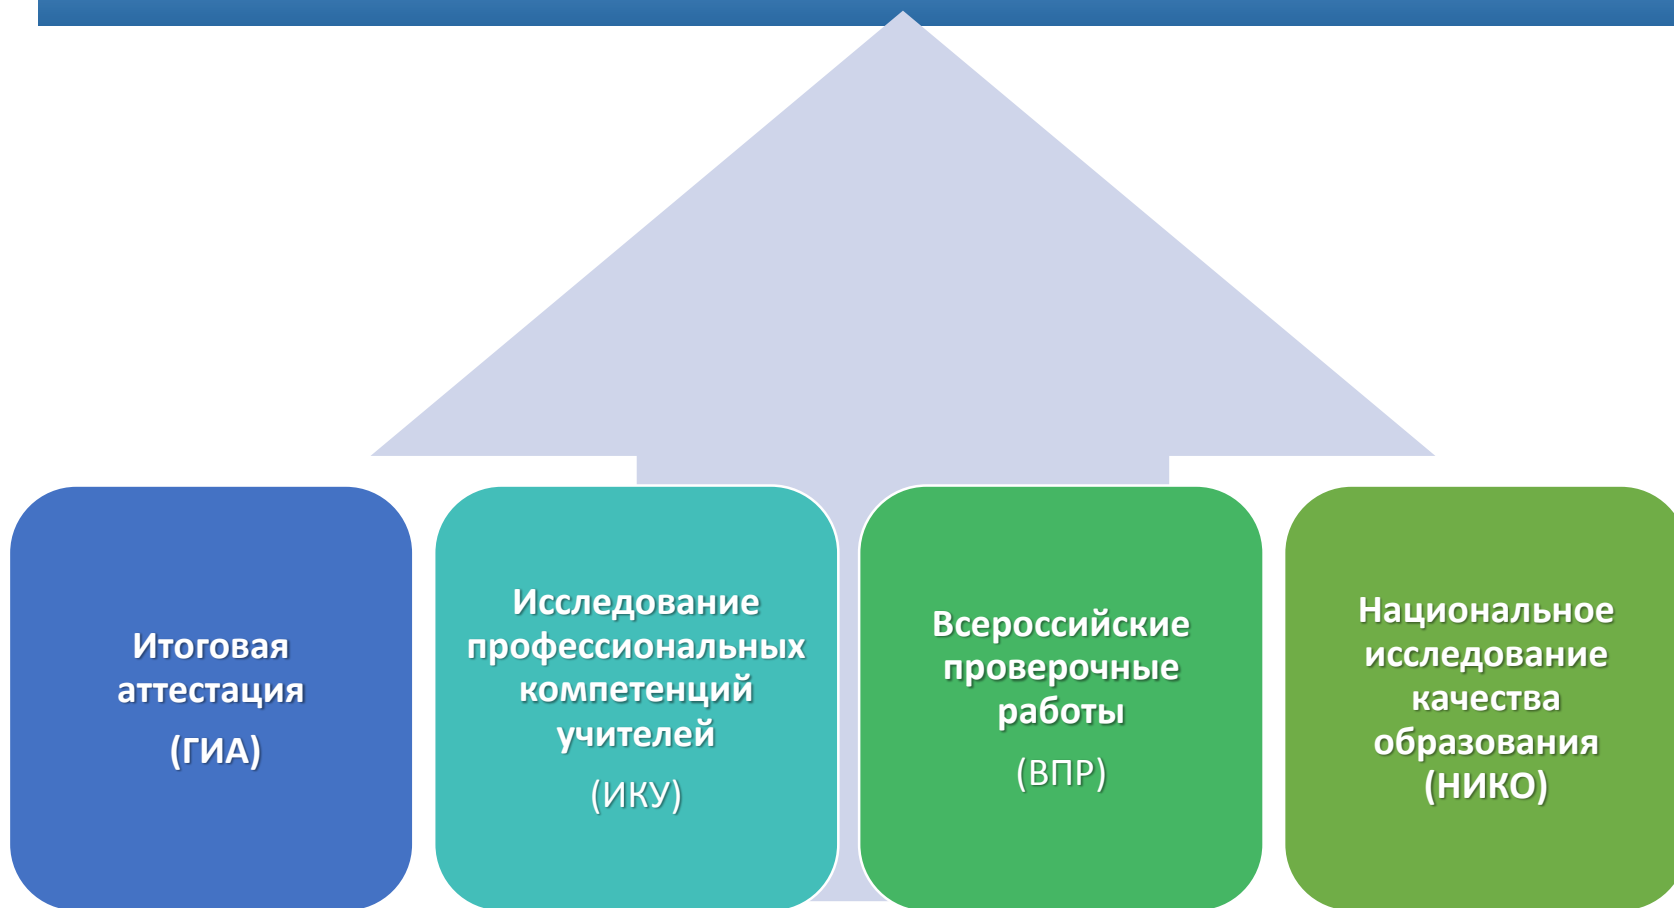 Итоговая
аттестация
(ГИА)
Исследование
профессиональных
компетенций
учителей
(ИКУ)
Всероссийские
проверочные
работы
(ВПР)
Национальное
исследование
качества
образования
(НИКО)